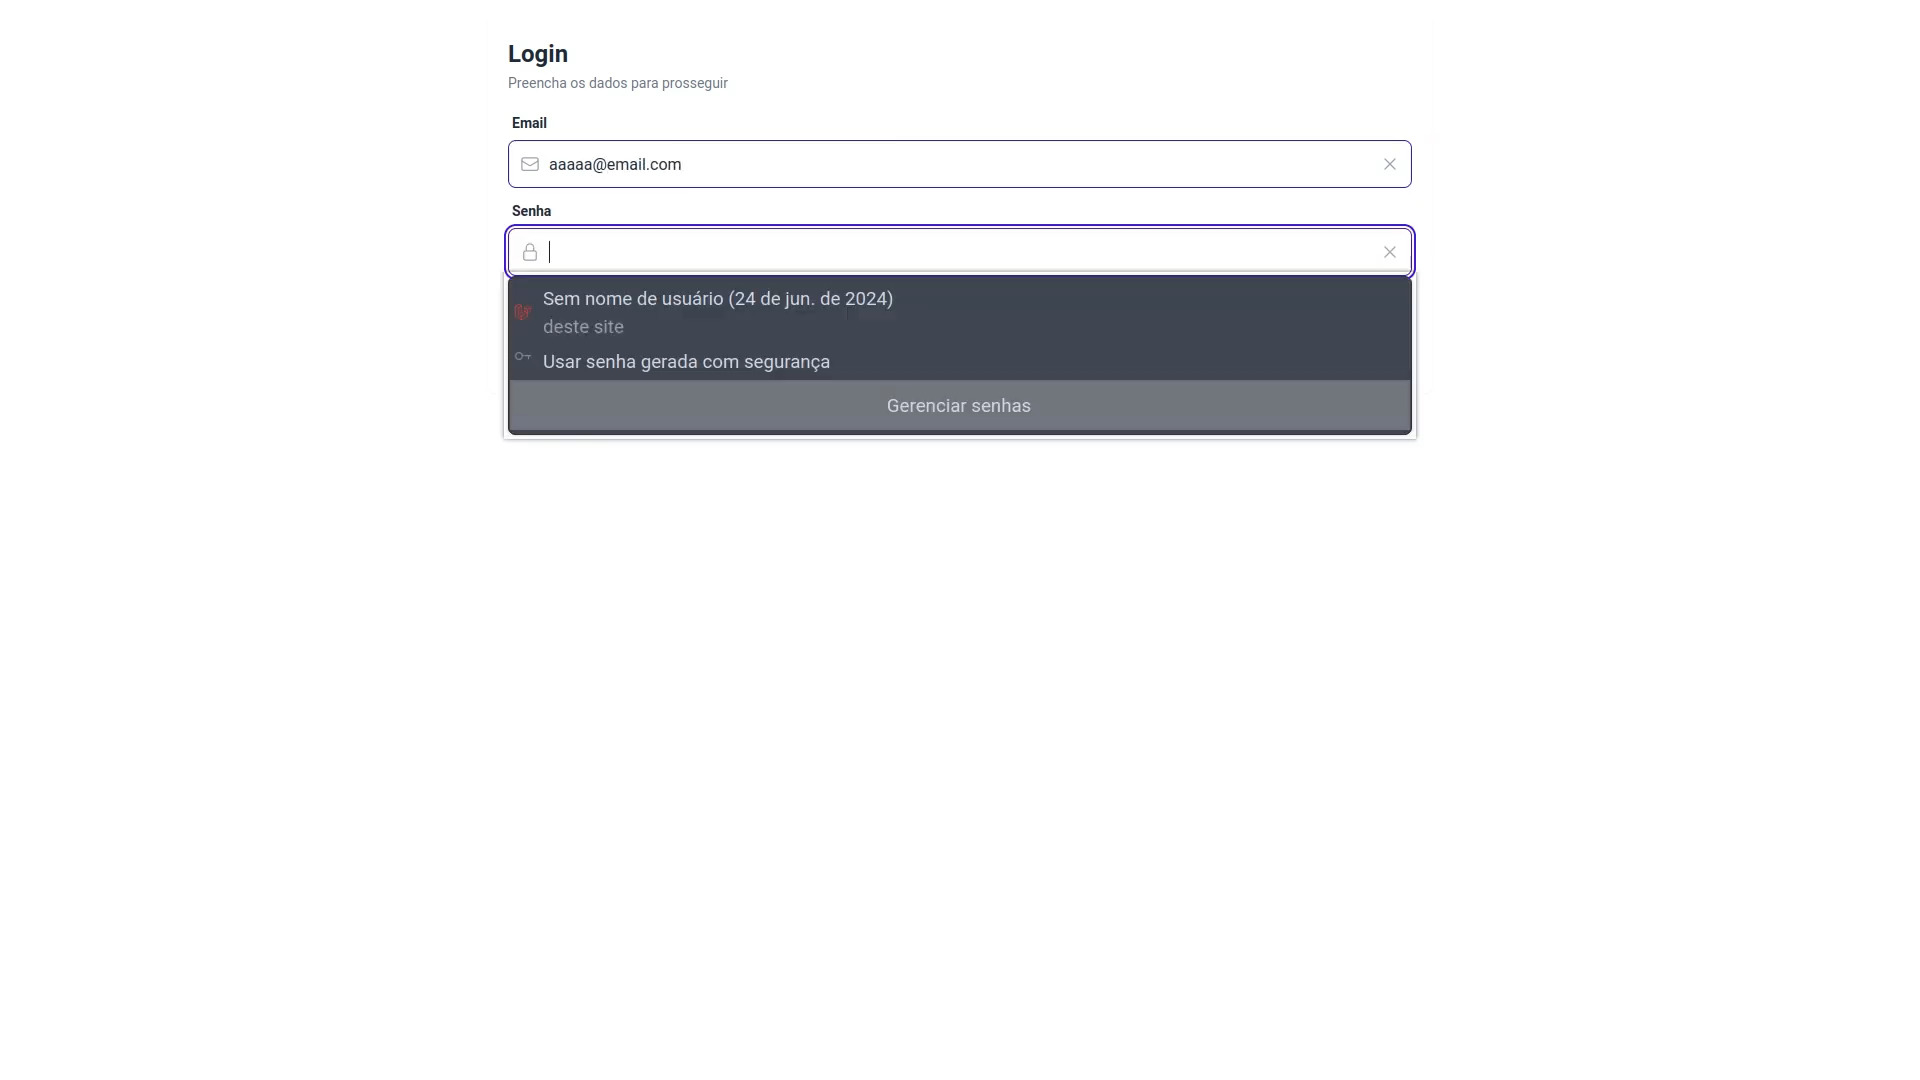 Login
Preencha os dados para prosseguir
Email
aaaaa@email.com
Senha
Sem nome de usuário (24 de jun. de 2024)
deste site
Usar senha gerada com segurança
Gerenciar senhas